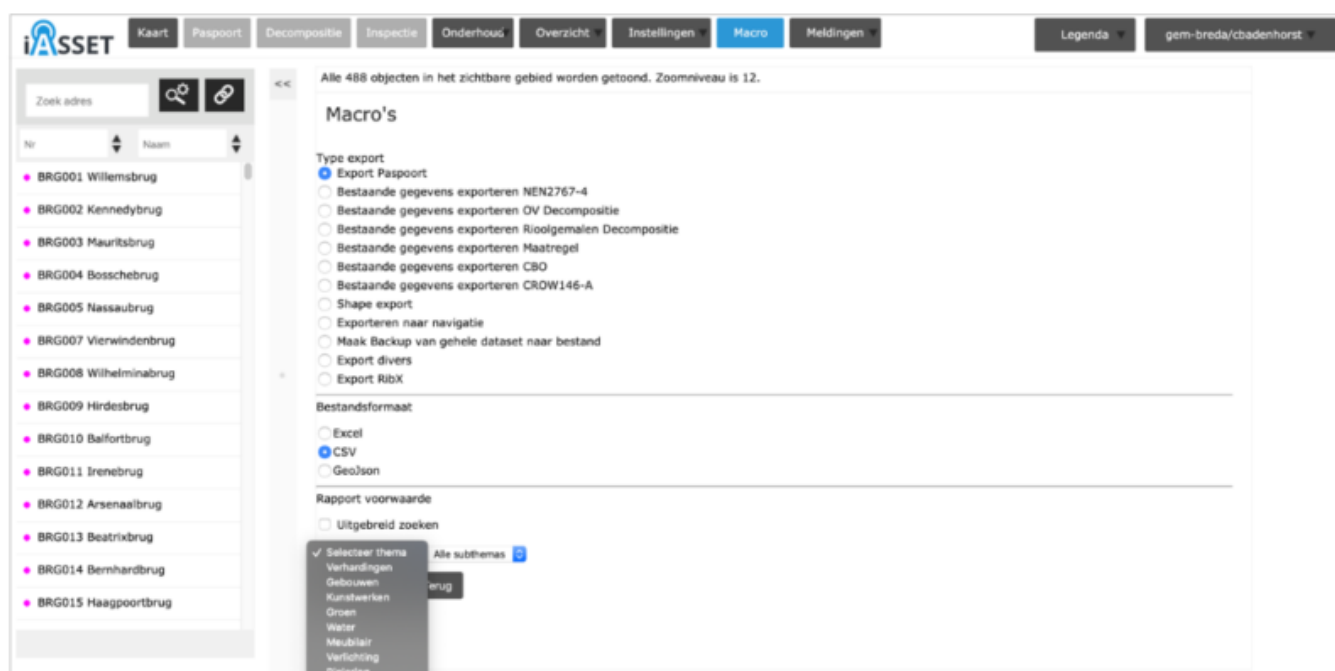 iASSET
Kaart
Paspoort
Decompositie
Inspectie
Onderhoud
Overzicht
Instellingen
Macro
Meldingen
Legenda
gem-breda/cbadenhorst
Zoek adres
<<
Alle 488 objecten in het zichtbare gebied worden getoond. Zoomniveau is 12.
Nr
Naam
BRG001 Willemsbrug
BRG002 Kennedybrug
BRG003 Mauritsbrug
BRG004 Bosschebrug
BRG005 Nassaubrug
BRG007 Vierwindenbrug
BRG008 Wilhelminabrug
BRG009 Hirdesbrug
BRG010 Balfortbrug
BRG011 Irenebrug
BRG012 Arsenaalbrug
BRG013 Beatrixbrug
BRG014 Bernhardbrug
BRG015 Haagpoortbrug
Macro's
Type export
Export Paspoort
Bestaande gegevens exporteren NEN2767-4
Bestaande gegevens exporteren OV Decompositie
Bestaande gegevens exporteren Rioolgemalen Decompositie
Bestaande gegevens exporteren Maatregel
Bestaande gegevens exporteren CBO
Bestaande gegevens exporteren CROW146-A
Shape export
Exporteren naar navigatie
Maak Backup van gehele dataset naar bestand
Export divers
Export RibX
Bestandsformaat
Excel
CSV
GeoJson
Rapport voorwaarde
Uitgebreid zoeken
✓ Selecteer thema
Alle subthemas
Verhardingen
Gebouwen
Kunstwerken
Groen
Water
Meubilair
Verlichting
erug